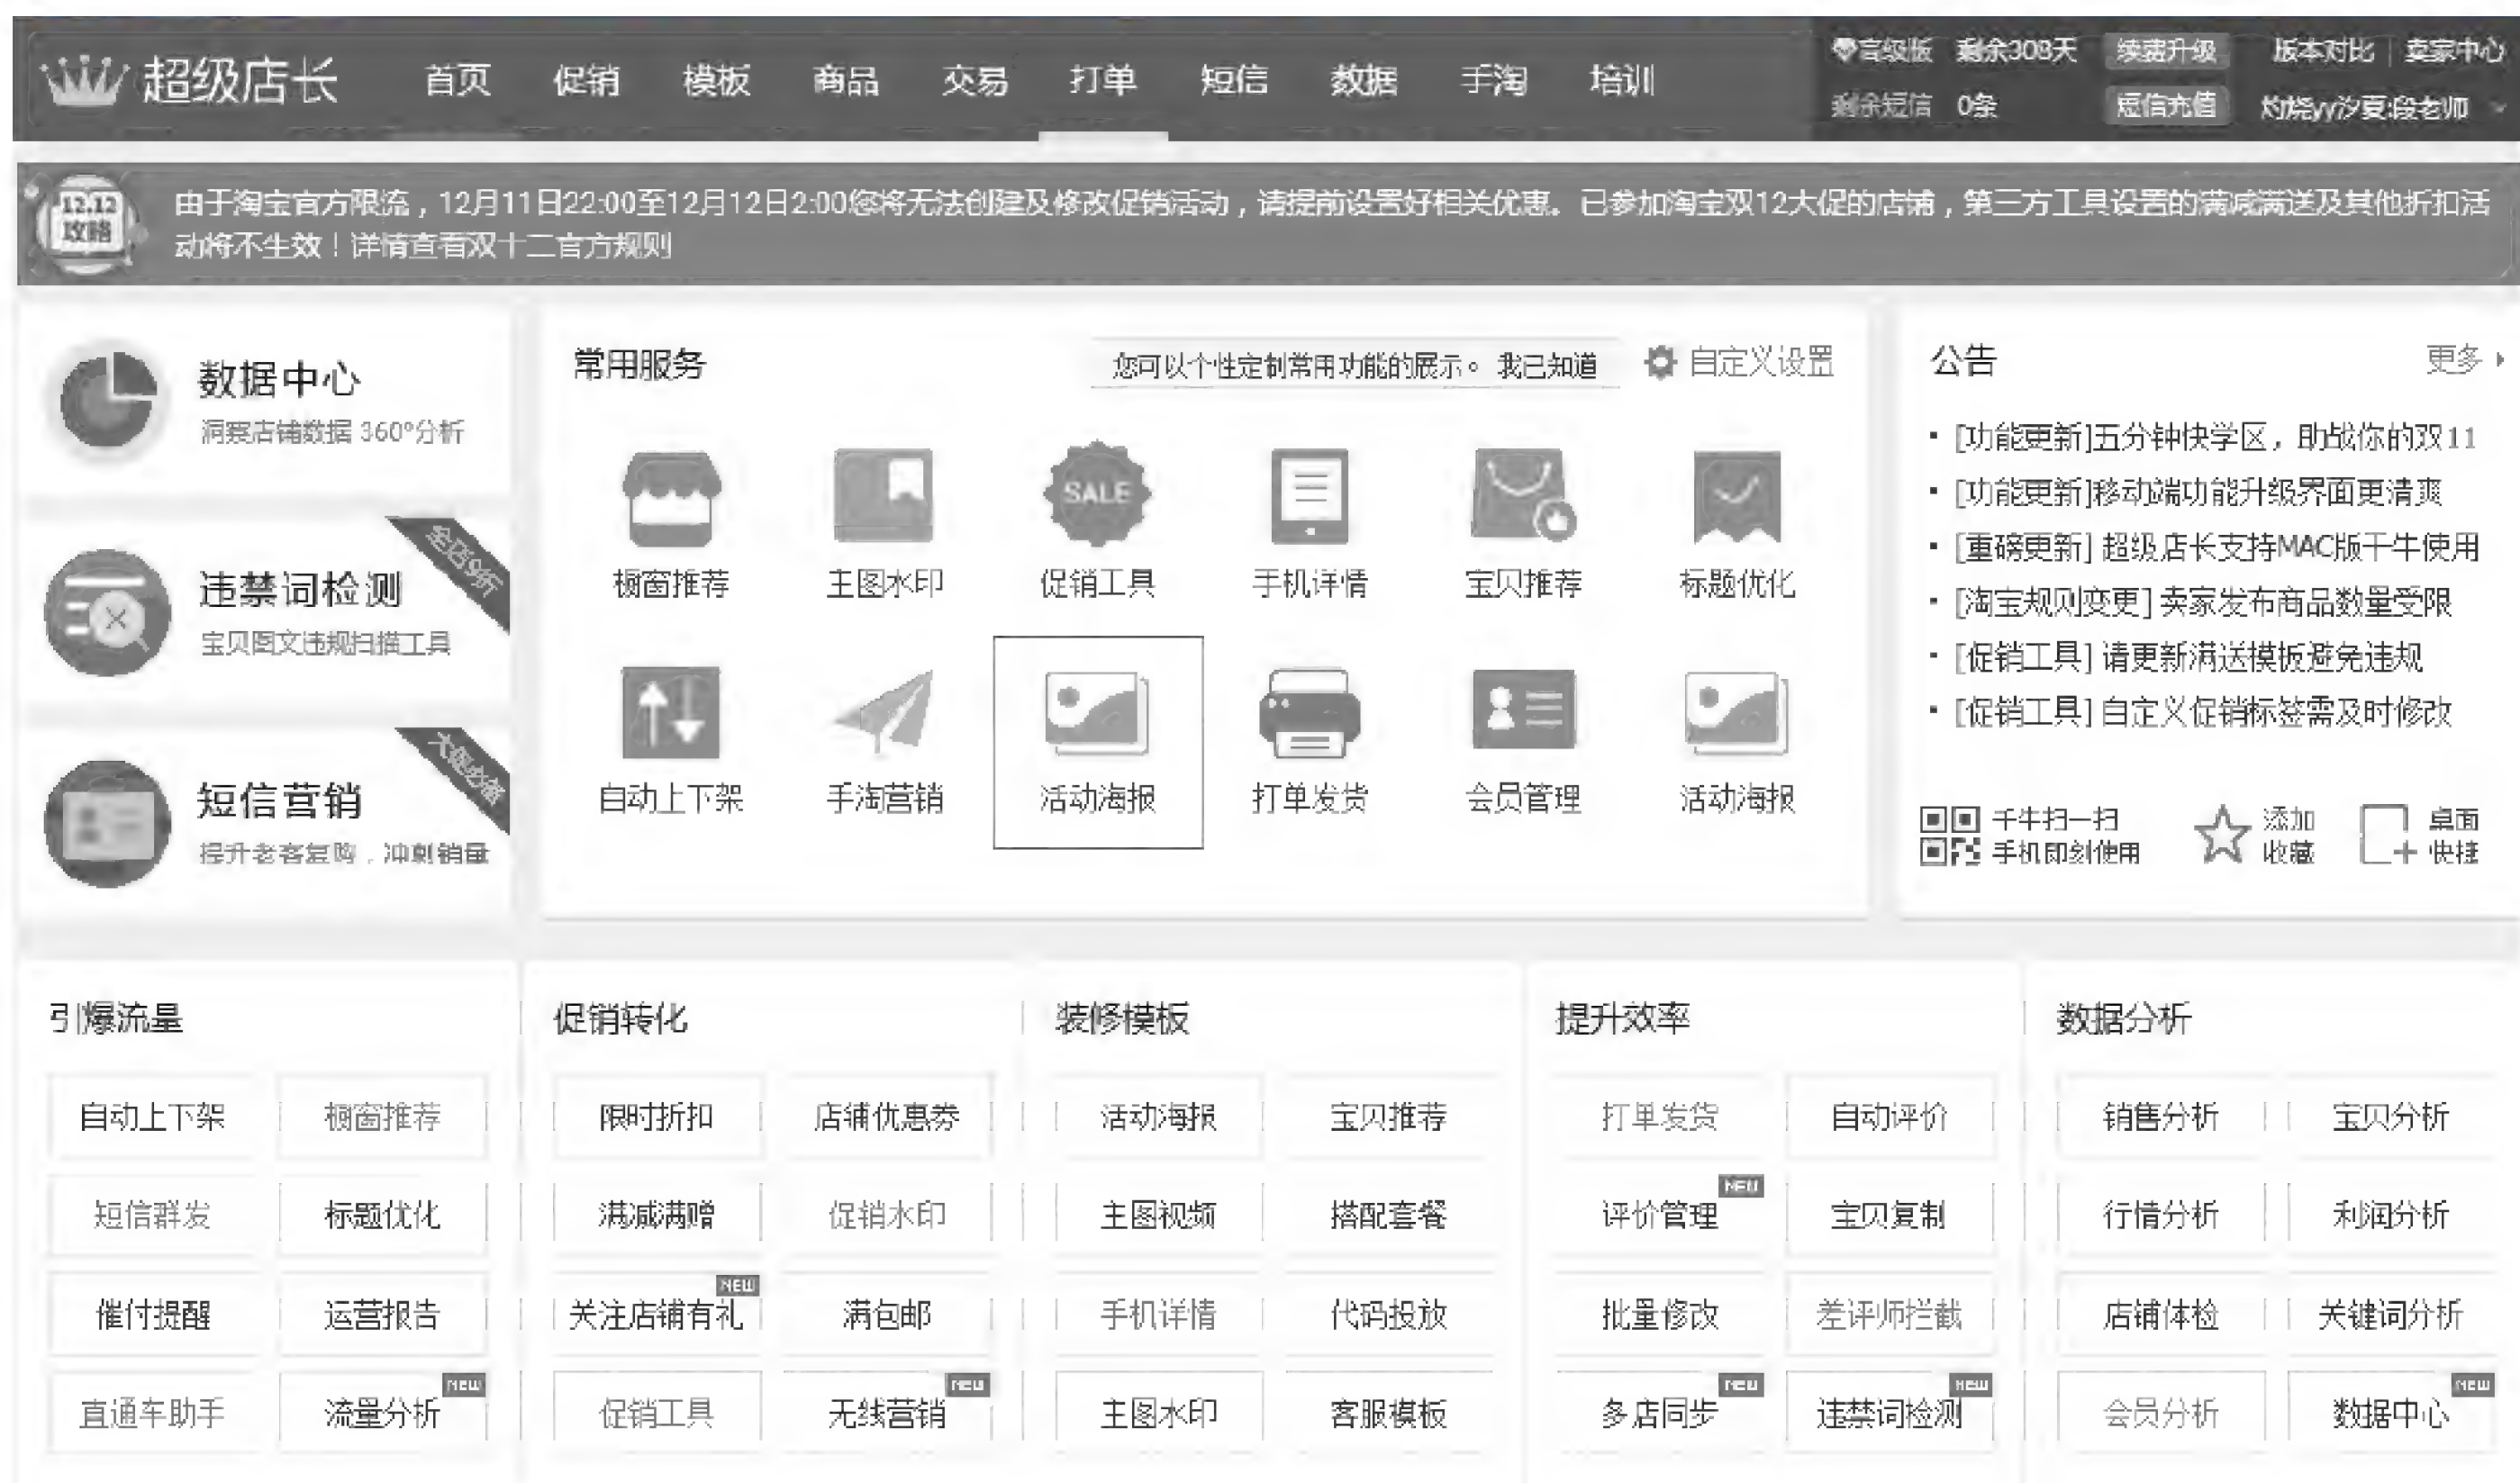 超级店长 首页 促销 模板 商品 交易 打单 短信 数据 手淘 培训
高级版 剩余308天 续费升级 版本对比 | 卖家中心
剩余短信 0条 短信充值 灼烧yy汐夏:段老师
12.12
攻略
由于淘宝官方限流，12月11日22:00至12月12日2:00您将无法创建及修改促销活动，请提前设置好相关优惠。已参加淘宝双12大促的店铺，第三方工具设置的满减满送及其他折扣活
动将不生效！详情查看双十二官方规则
数据中心
洞察店铺数据 360°分析
违禁词检测
宝贝图文违规扫描工具
全店9折
短信营销
提升老客复购，冲刺销量
大促必备
常用服务
您可以个性定制常用功能的展示。 我已知道
自定义设置
SALE
橱窗推荐 主图水印 促销工具 手机详情 宝贝推荐 标题优化
自动上下架 手淘营销 活动海报 打单发货 会员管理 活动海报
公告 更多
[功能更新]五分钟快学区，助战你的双11
[功能更新]移动端功能升级界面更清爽
[重磅更新] 超级店长支持MAC版千牛使用
[淘宝规则变更] 卖家发布商品数量受限
[促销工具] 请更新满送模板避免违规
[促销工具] 自定义促销标签需及时修改
千牛扫一扫
手机即刻使用
添加
收藏
桌面
快捷
引爆流量
自动上下架 橱窗推荐
短信群发 标题优化
催付提醒 运营报告
直通车助手 流量分析 NEW
促销转化
限时折扣 店铺优惠券
满减满赠 促销水印
关注店铺有礼 NEW 满包邮
促销工具 无线营销 NEW
装修模板
活动海报 宝贝推荐
主图视频 搭配套餐
手机详情 代码投放
主图水印 客服模板
提升效率
打单发货 自动评价
评价管理 NEW 宝贝复制
批量修改 差评师拦截
多店同步 NEW 违禁词检测 NEW
数据分析
销售分析 宝贝分析
行情分析 利润分析
店铺体检 关键词分析
会员分析 数据中心 NEW